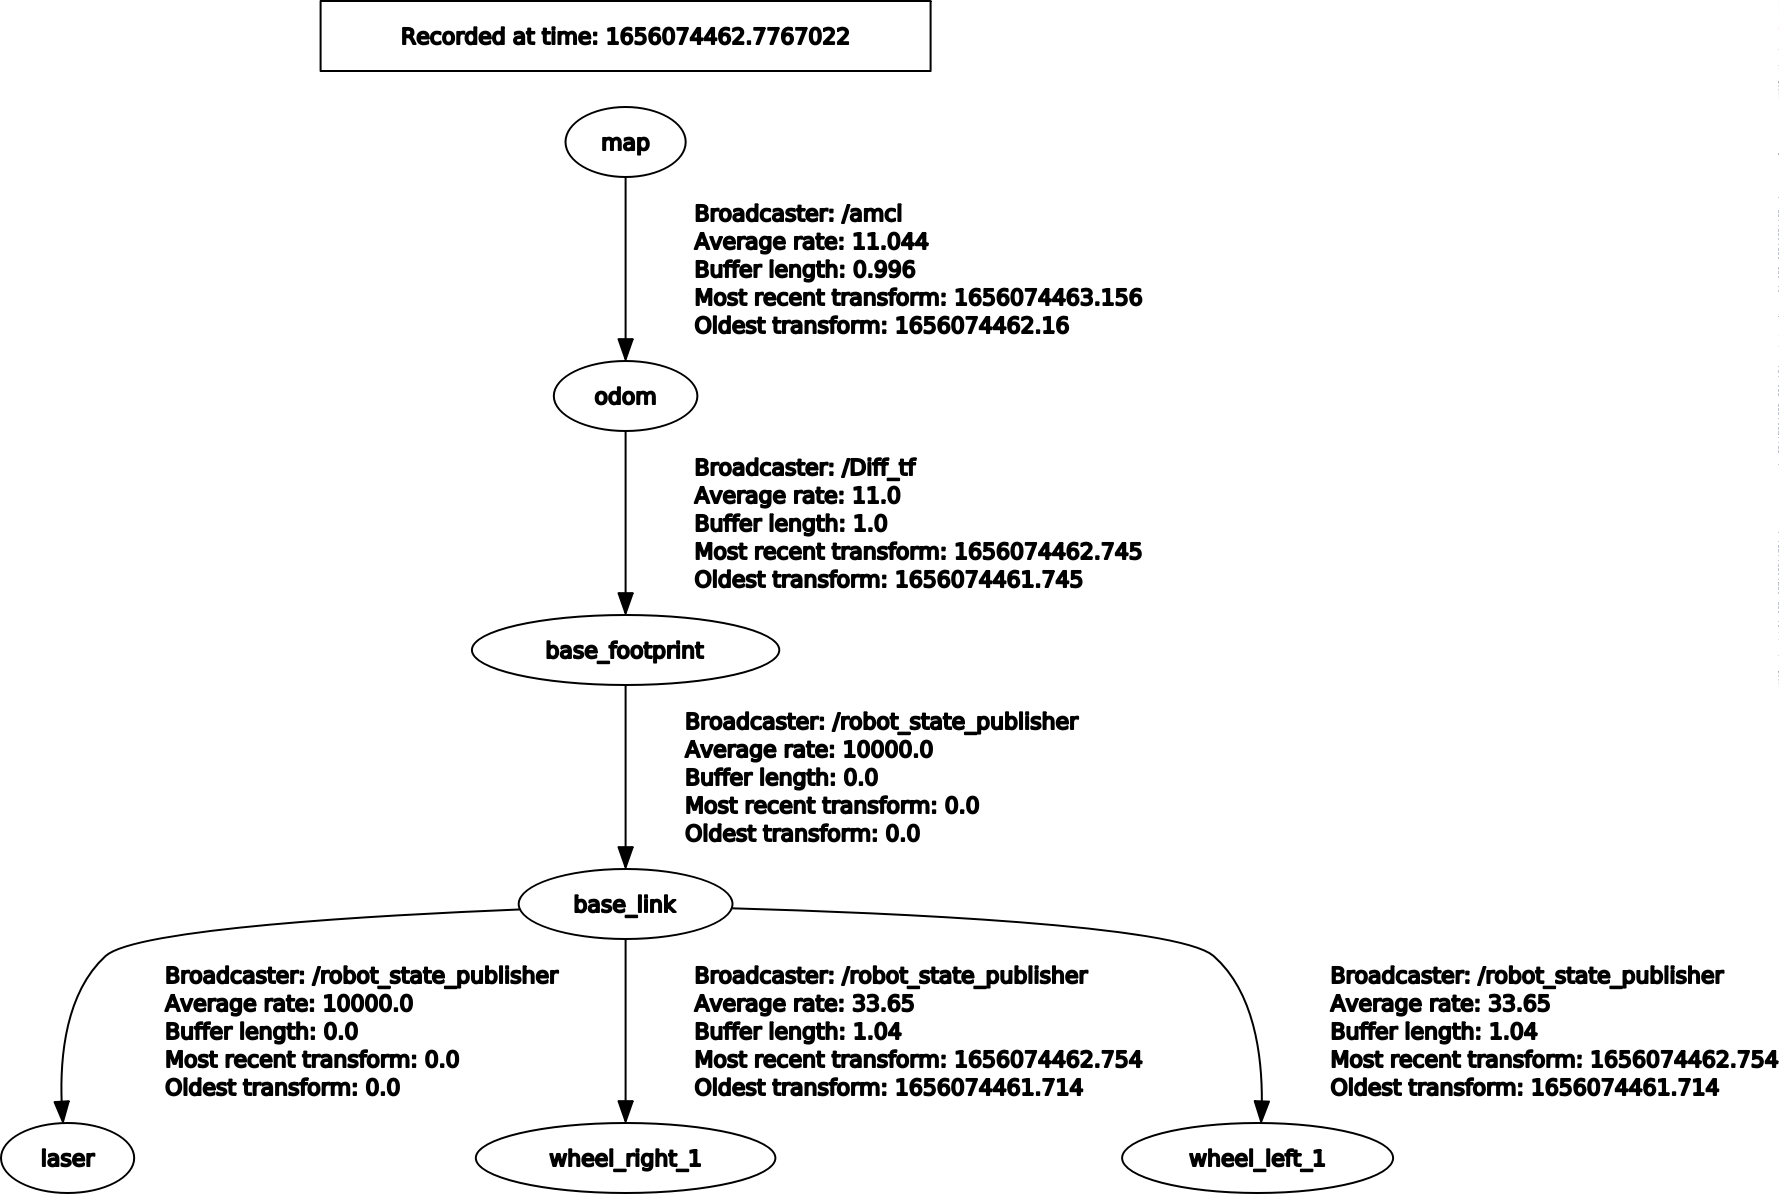 Recorded at time: 1656074462.7767022
map
Broadcaster: /amcl
Average rate: 11.044
Buffer length: 0.996
Most recent transform: 1656074463.156
Oldest transform: 1656074462.16
odom
Broadcaster: /Diff_tf
Average rate: 11.0
Buffer length: 1.0
Most recent transform: 1656074462.745
Oldest transform: 1656074461.745
base_footprint
Broadcaster: /robot_state_publisher
Average rate: 10000.0
Buffer length: 0.0
Most recent transform: 0.0
Oldest transform: 0.0
base_link
Broadcaster: /robot_state_publisher
Average rate: 10000.0
Buffer length: 0.0
Most recent transform: 0.0
Oldest transform: 0.0
Broadcaster: /robot_state_publisher
Average rate: 33.65
Buffer length: 1.04
Most recent transform: 1656074462.754
Oldest transform: 1656074461.714
Broadcaster: /robot_state_publisher
Average rate: 33.65
Buffer length: 1.04
Most recent transform: 1656074462.754
Oldest transform: 1656074461.714
laser
wheel_right_1
wheel_left_1